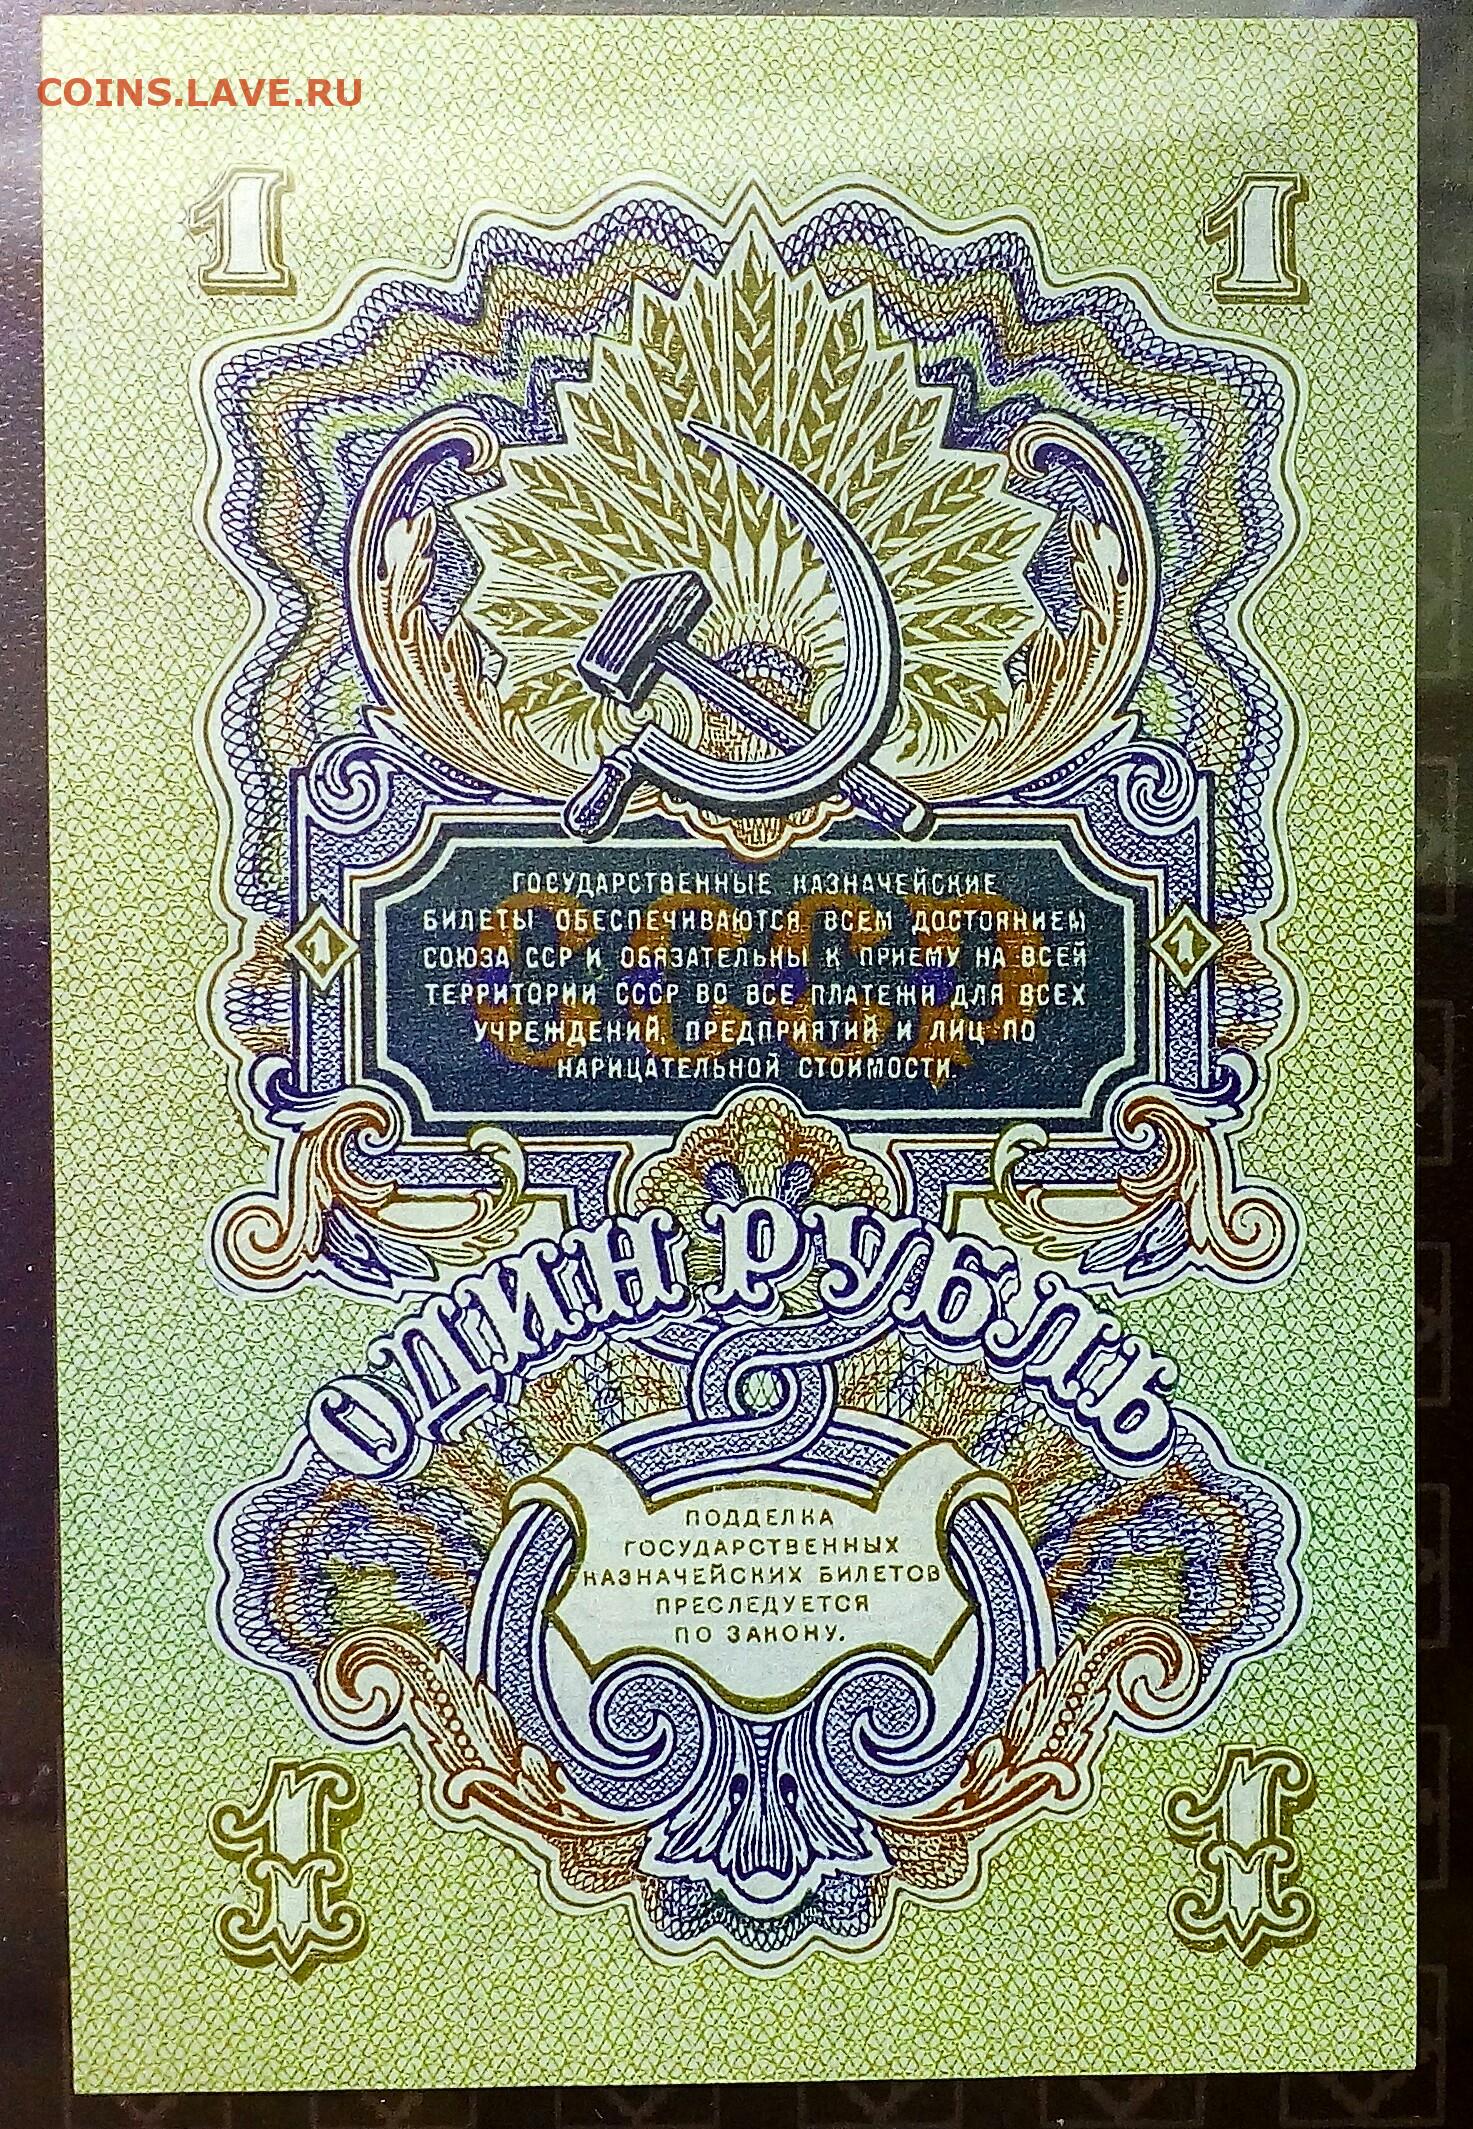 COINS.LAVE.RU
1 1
ГОСУДАРСТВЕННЫЕ КАЗНАЧЕЙСКИЕ
БИЛЕТЫ ОБЕСПЕЧИВАЮТСЯ ВСЕМ ДОСТОЯНИЕМ
СОЮЗА ССР И ОБЯЗАТЕЛЬНЫ К ПРИЕМУ НА ВСЕЙ
1 1
ТЕРРИТОРИИ СССР ВО ВСЕ ПЛАТЕЖИ ДЛЯ ВСЕХ
УЧРЕЖДЕНИЙ, ПРЕДПРИЯТИЙ И ЛИЦ ПО
НАРИЦАТЕЛЬНОЙ СТОИМОСТИ.
СССР
ОДИН РУБЛЬ
ПОДДЕЛКА
ГОСУДАРСТВЕННЫХ
КАЗНАЧЕЙСКИХ БИЛЕТОВ
ПРЕСЛЕДУЕТСЯ
ПО ЗАКОНУ.
1 1